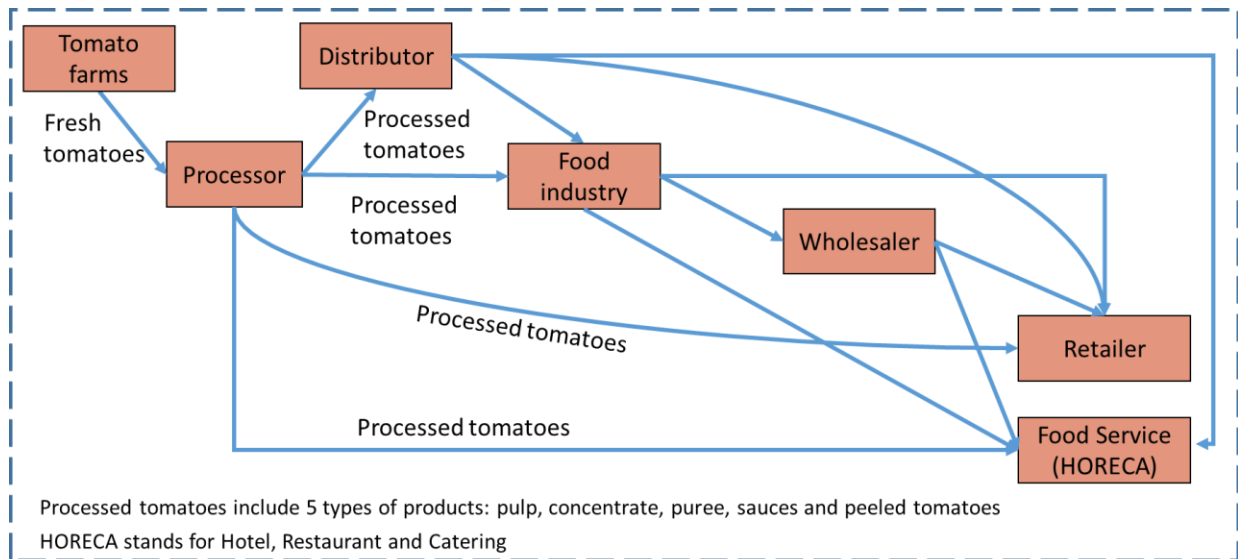 Tomato
farms
Distributor
Fresh
tomatoes
Processed
tomatoes
Processor
Food
industry
Processed
tomatoes
Wholesaler
Processed tomatoes
Retailer
Processed tomatoes
Food Service
(HORECA)
Processed tomatoes include 5 types of products: pulp, concentrate, puree, sauces and peeled tomatoes
HORECA stands for Hotel, Restaurant and Catering